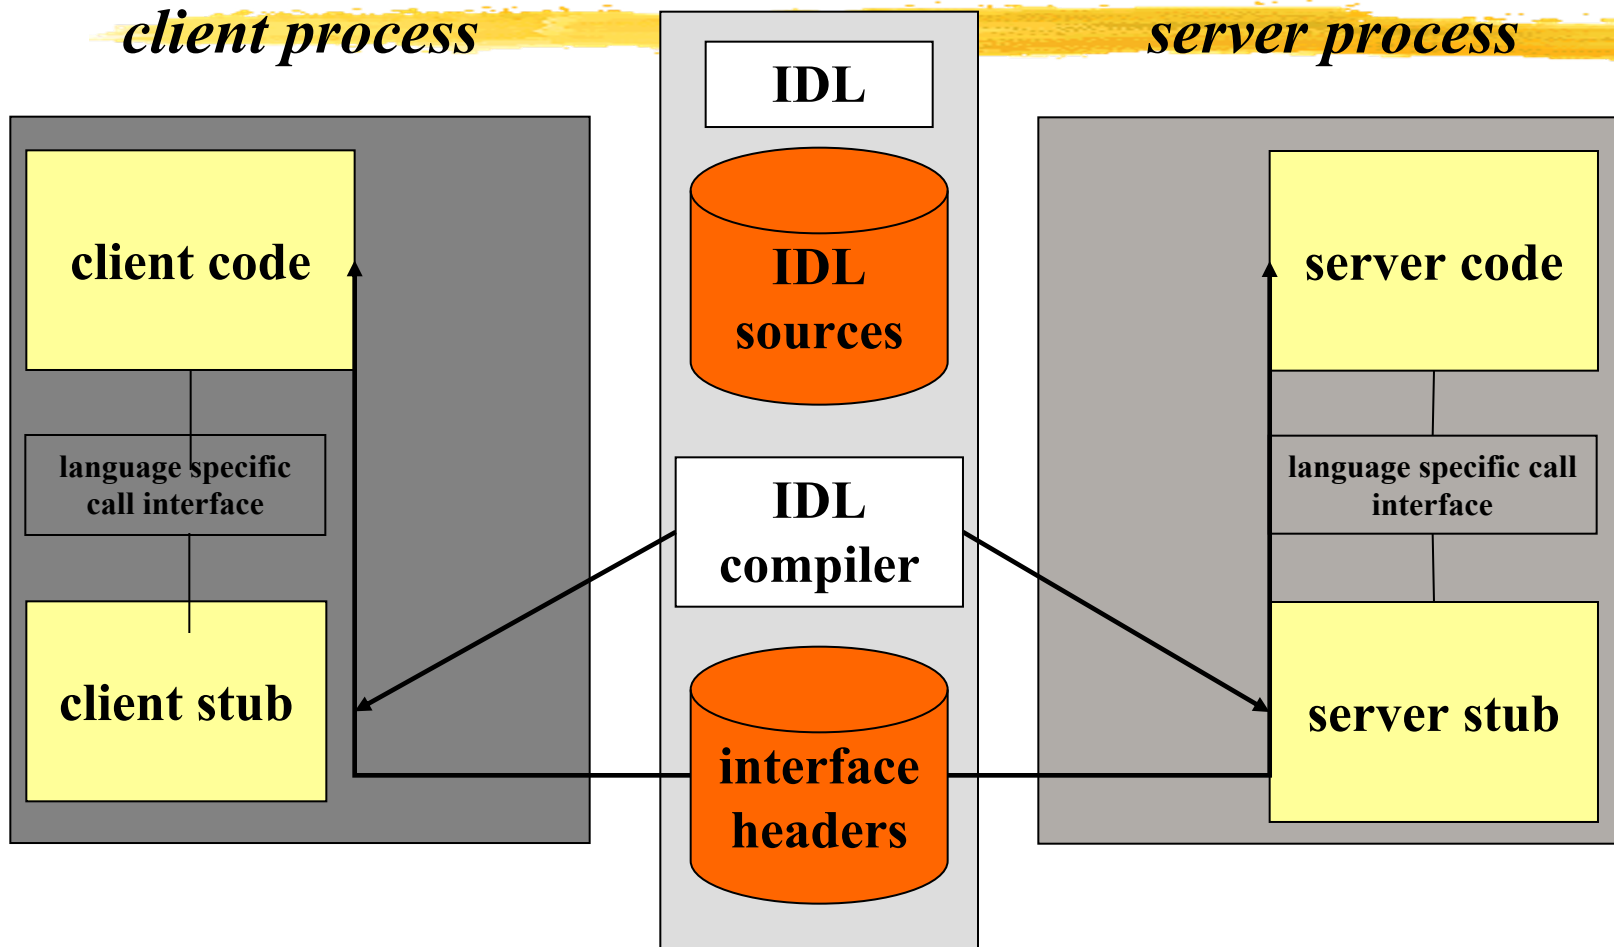 client process
server process
IDL
client code
IDL
sources
server code
language specific
call interface
IDL
compiler
language specific call
interface
client stub
interface
headers
server stub